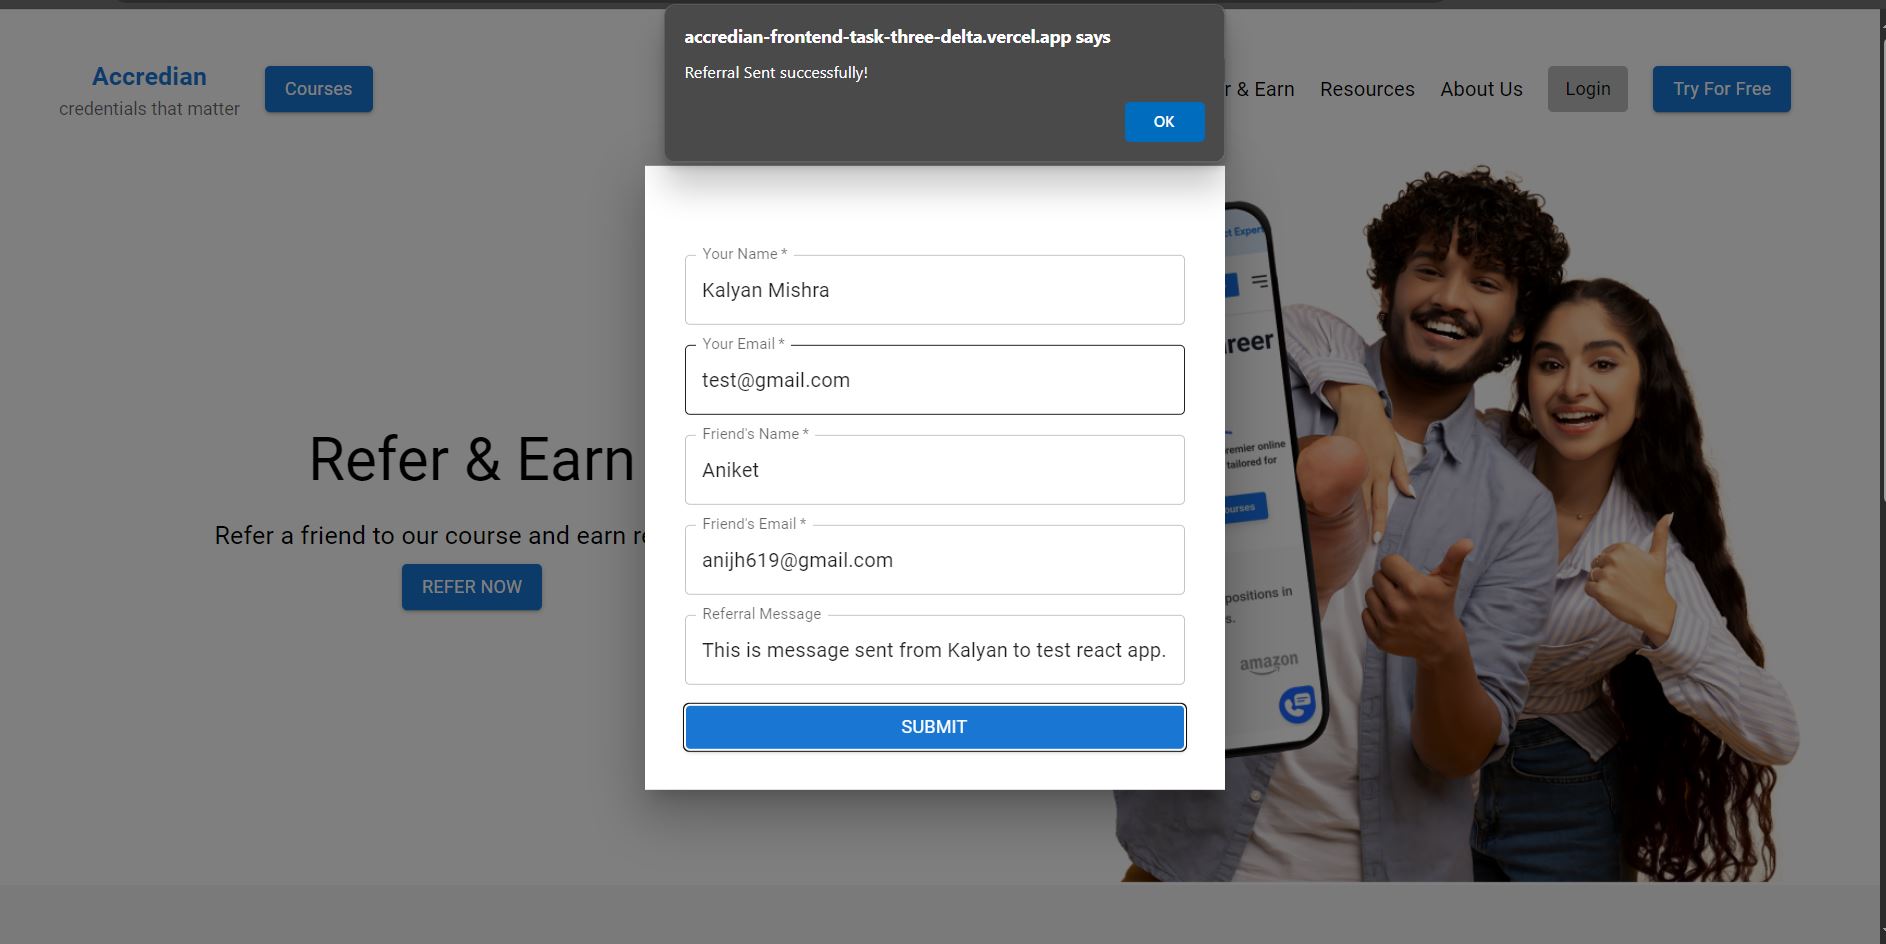 accredian-frontend-task-three-delta.vercel.app says
Referral Sent successfully!
OK
Accredian
credentials that matter
Courses
r & Earn
Resources
About Us
Login
Try For Free
Your Name *
Kalyan Mishra
Your Email *
test@gmail.com
Friend's Name *
Aniket
Friend's Email *
anijh619@gmail.com
Referral Message
This is message sent from Kalyan to test react app.
SUBMIT
Refer & Earn
Refer a friend to our course and earn re
REFER NOW
ct Exper
reer
remier online
tailored for
ourses
positions in
s.
amazon